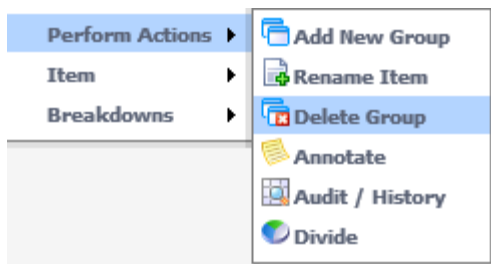 Perform Actions
Item
Breakdowns
Add New Group
Rename Item
Delete Group
Annotate
Audit / History
Divide